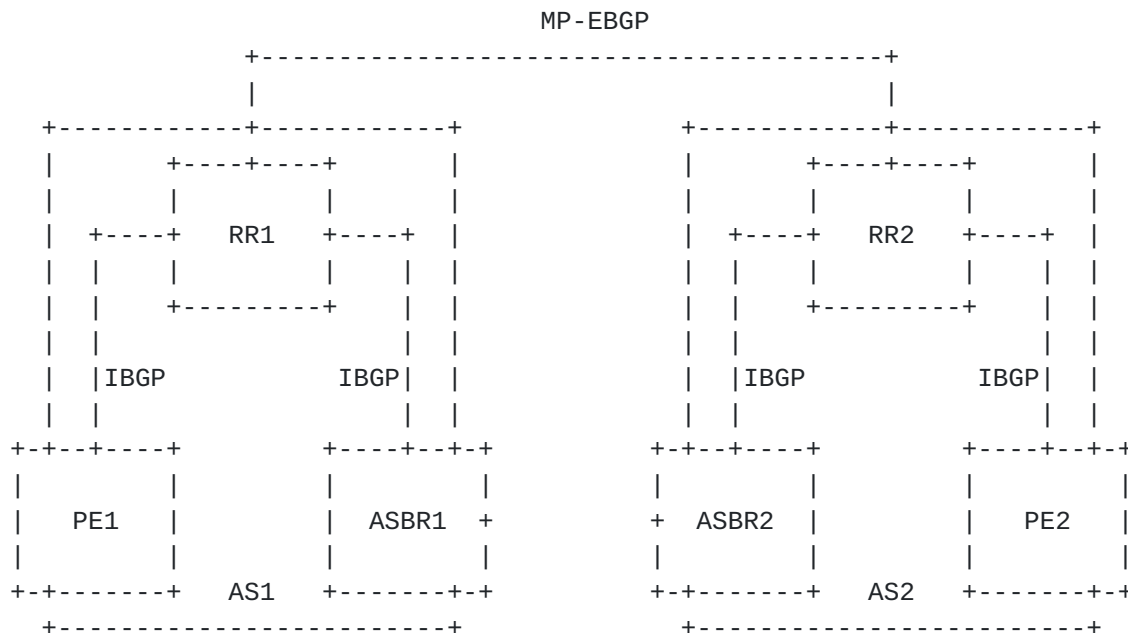 MP-EBGP
RR1 RR2
IBGP IBGP IBGP IBGP
PE1 ASBR1 ASBR2 PE2
AS1 AS2